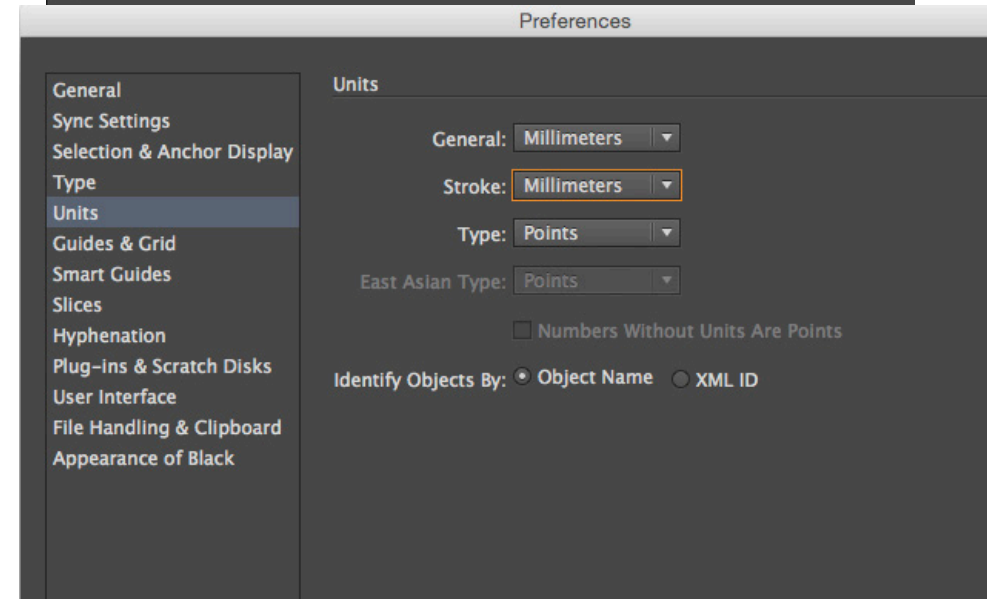 Preferences
General
Sync Settings
Selection & Anchor Display
Type
Units
Guides & Grid
Smart Guides
Slices
Hyphenation
Plug-ins & Scratch Disks
User Interface
File Handling & Clipboard
Appearance of Black
Units
General: Millimeters
Stroke: Millimeters
Type: Points
East Asian Type: Points
Numbers Without Units Are Points
Identify Objects By: Object Name XML ID